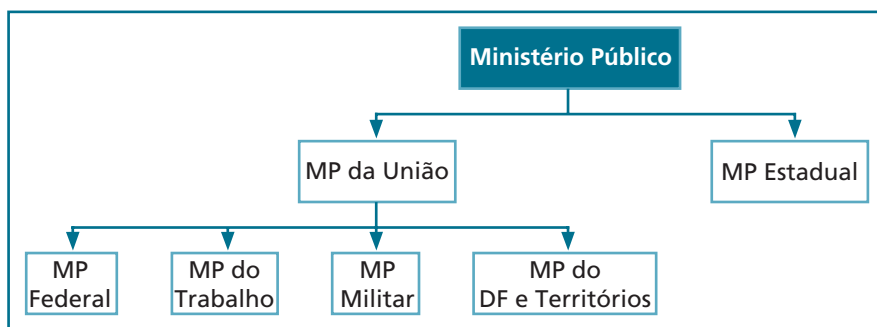 Ministério Público
MP da União
MP Estadual
MP
Federal
MP do
Trabalho
MP
Militar
MP do
DF e Territórios